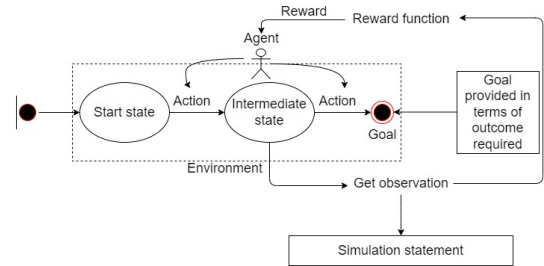 Reward
Reward function
Agent
Start state
Action
Intermediate
state
Action
Goal
Goal
provided in
terms of
outcome
required
Environment
Get observation
Simulation statement